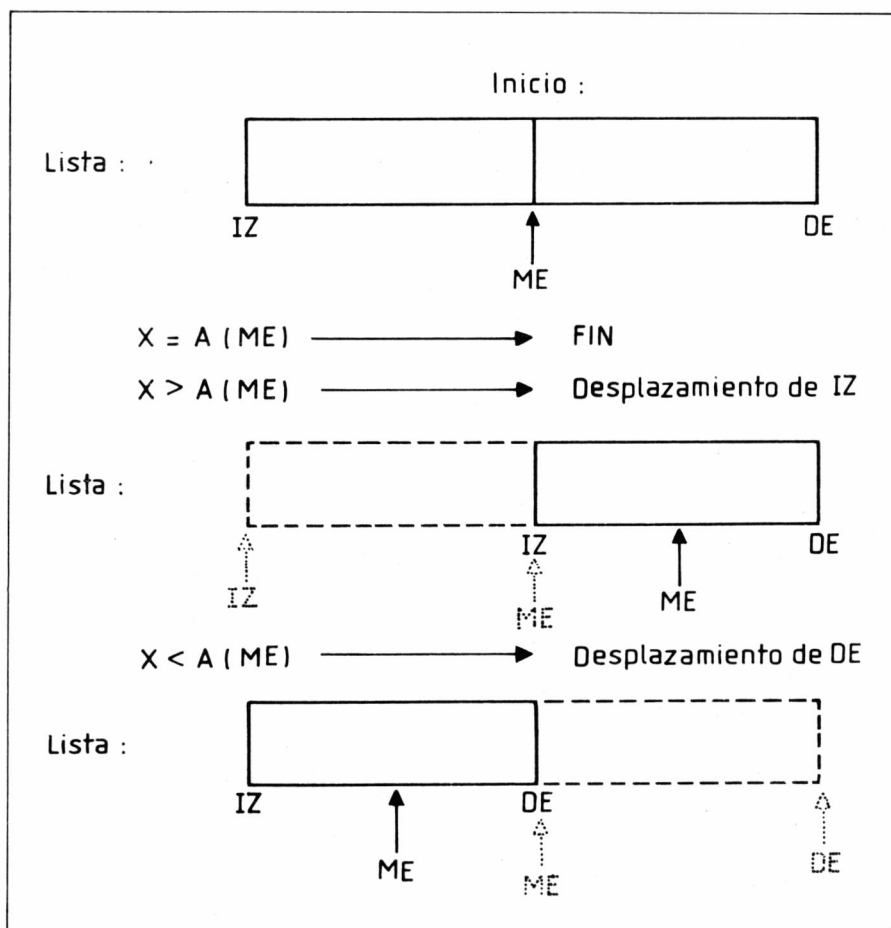 Inicio :
Lista :
IZ DE
ME
X = A ( ME ) FIN
X > A ( ME ) Desplazamiento de IZ
Lista :
IZ DE
IZ ME ME
X < A ( ME ) Desplazamiento de DE
Lista :
IZ DE
ME ME DE